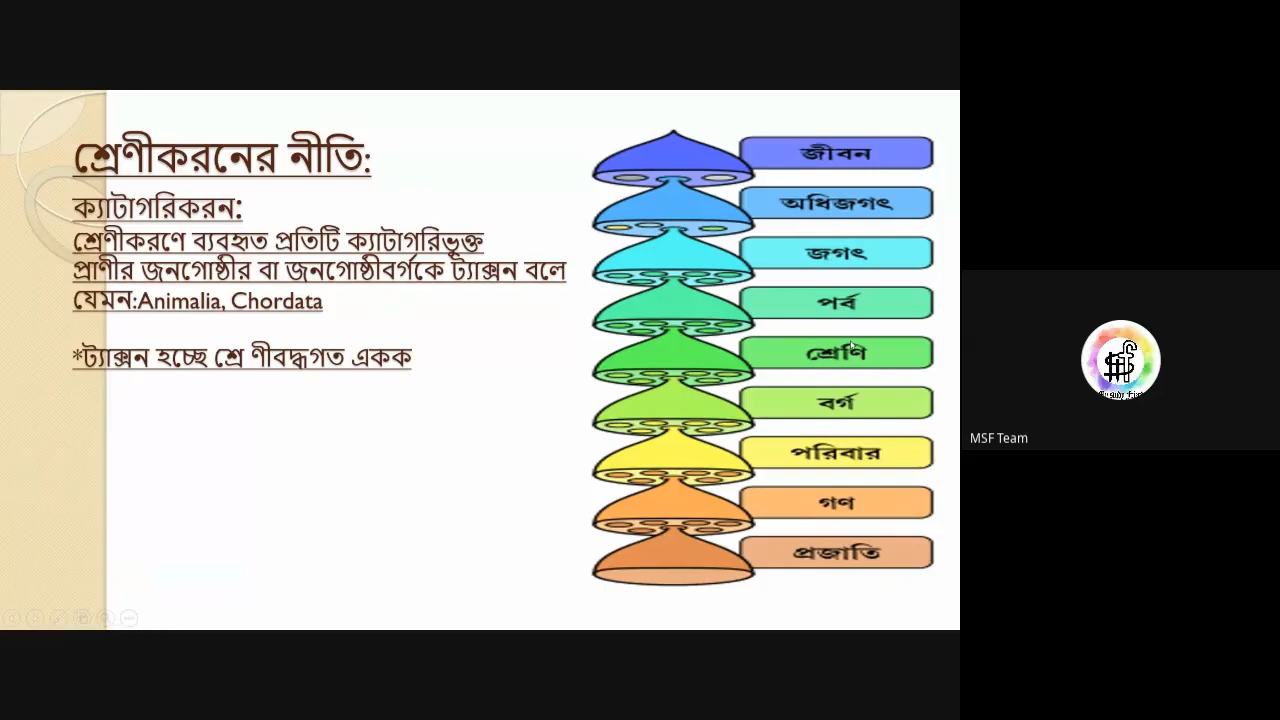 শ্রেণীকরনের নীতি:
ক্যাটাগরিকরন:
শ্রেণীকরণে ব্যবহৃত প্রতিটি ক্যাটাগরিভূক্ত
প্রাণীর জনগোষ্ঠীর বা জনগোষ্ঠীবর্গকে ট্যাক্সন বলে
যেমন:Animalia, Chordata
*ট্যাক্সন হচ্ছে শ্রে ণীবদ্ধগত একক
জীবন
অধিজগৎ
জগৎ
পর্ব
শ্রেণি
বর্গ
পরিবার
গণ
প্রজাতি
MSF Team